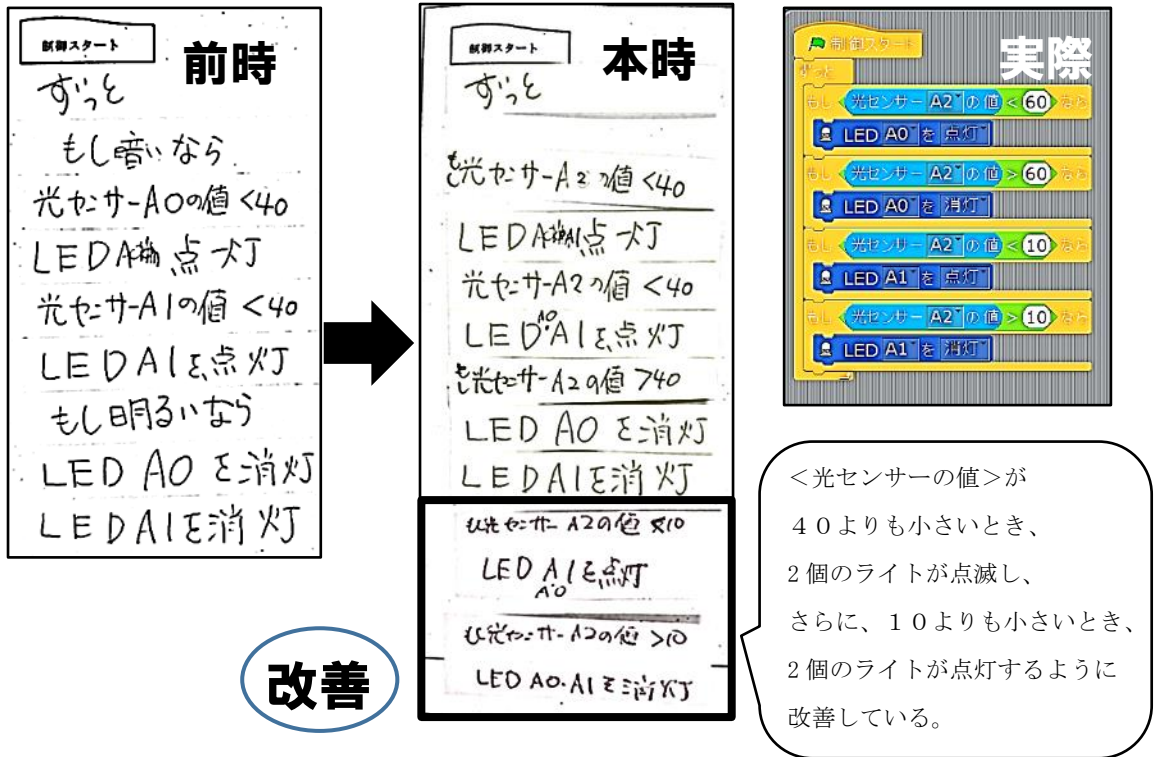 制御スタート
前時
ずっと
もし暗いなら
光センサーA0の値<40
LED A 点灯
光センサーA1の値<40
LED A1を点灯
もし明るいなら
LED A0を消灯
LED A1を消灯
制御スタート
本時
ずっと
もし光センサーA2の値<40
LED A 点灯
光センサーA2の値<40
LED A0・A1を点灯
もし光センサーA2の値>40
LED A0を消灯
LED A1を消灯
もし光センサーA2の値<10
LED A1を点灯
A0
もし光センサーA2の値>10
LED A0・A1を消灯
改善
実際
制御スタート
ずっと
もし 光センサー A2 の値 < 60 なら
LED A0 を 点灯
もし 光センサー A2 の値 > 60 なら
LED A0 を 消灯
もし 光センサー A2 の値 < 10 なら
LED A1 を 点灯
もし 光センサー A2 の値 > 10 なら
LED A1 を 消灯
<光センサーの値>が
40よりも小さいとき、
2個のライトが点滅し、
さらに、10よりも小さいとき、
2個のライトが点灯するように
改善している。